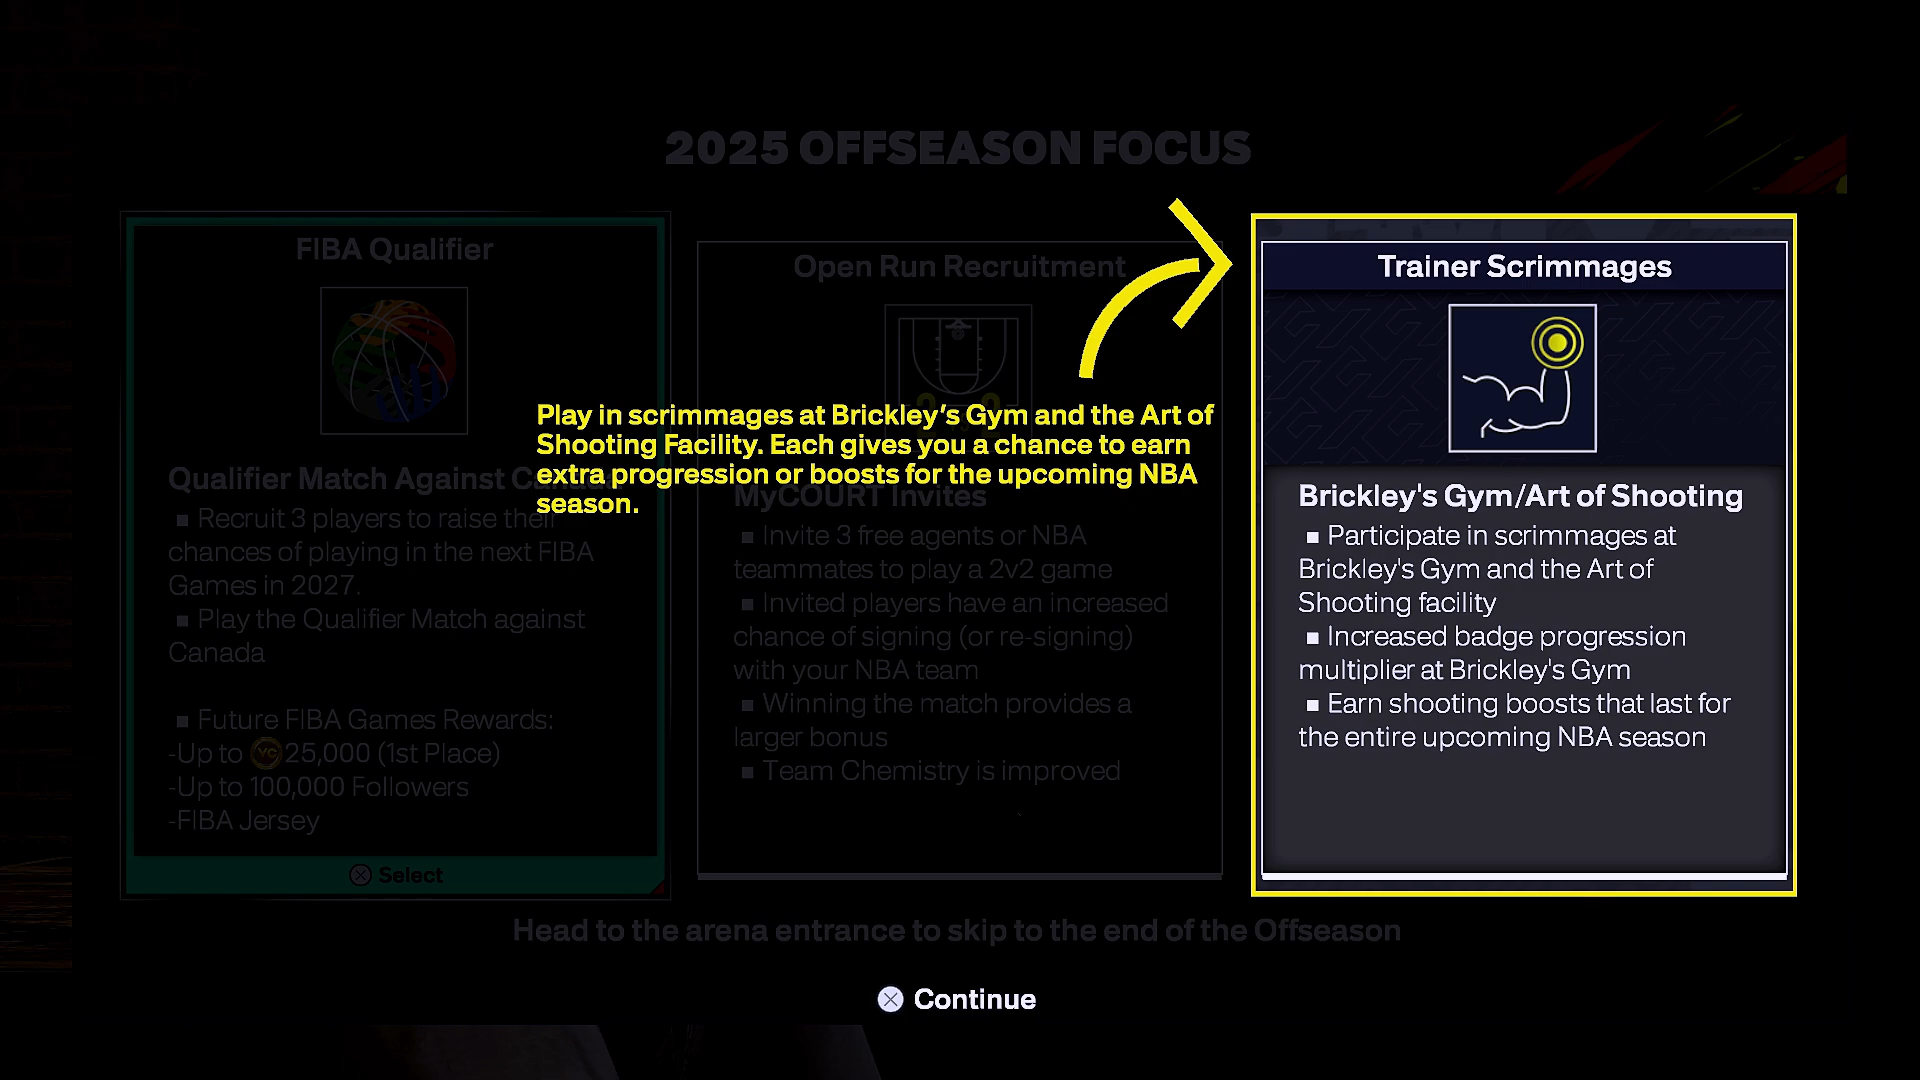 2025 OFFSEASON FOCUS
FIBA Qualifier
Qualifier Match Against
▪ Recruit 3 players to raise their
chances of playing in the next FIBA
Games in 2027.
▪ Play the Qualifier Match against
Canada
▪ Future FIBA Games Rewards:
-Up to VC 25,000 (1st Place)
-Up to 100,000 Followers
-FIBA Jersey
Select
Open Run Recruitment
MyCOURT Invites
▪ Invite 3 free agents or NBA
teammates to play a 2v2 game
▪ Invited players have an increased
chance of signing (or re-signing)
with your NBA team
▪ Winning the match provides a
larger bonus
▪ Team Chemistry is improved
Play in scrimmages at Brickley's Gym and the Art of
Shooting Facility. Each gives you a chance to earn
extra progression or boosts for the upcoming NBA
season.
Trainer Scrimmages
Brickley's Gym/Art of Shooting
▪ Participate in scrimmages at
Brickley's Gym and the Art of
Shooting facility
▪ Increased badge progression
multiplier at Brickley's Gym
▪ Earn shooting boosts that last for
the entire upcoming NBA season
Head to the arena entrance to skip to the end of the Offseason
Continue